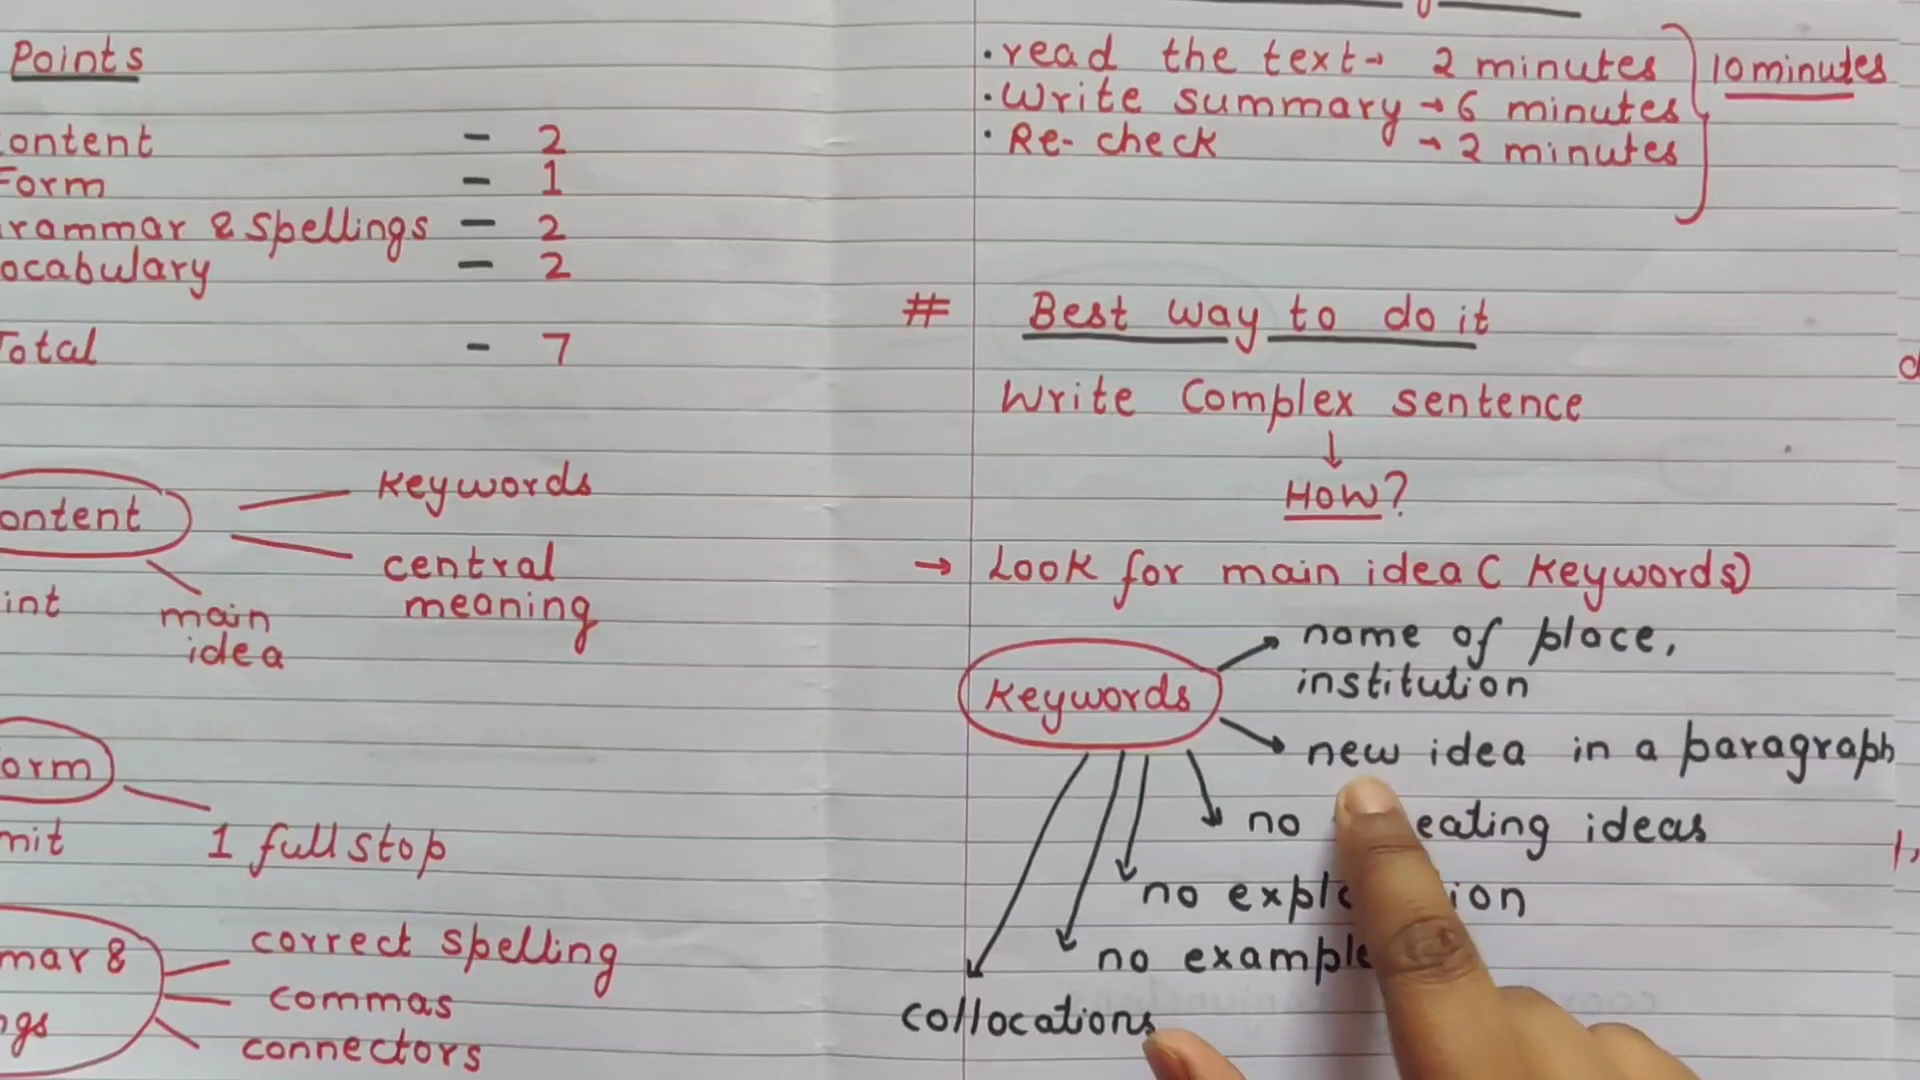 Points
ontent - 2
Form - 1
rammar & spellings - 2
ocabulary - 2
Total - 7
ontent
keywords
central
meaning
int
main
idea
orm
mit
1 full stop
mar &
ngs
correct spelling
commas
connectors
• read the text → 2 minutes
• Write summary → 6 minutes
• Re-check → 2 minutes
10 minutes
# Best way to do it
Write Complex sentence
↓
HOW?
→ Look for main idea ( keywords)
keywords
name of place,
institution
new idea in a paragraph
no eating ideas
no expla ion
no example
collocations